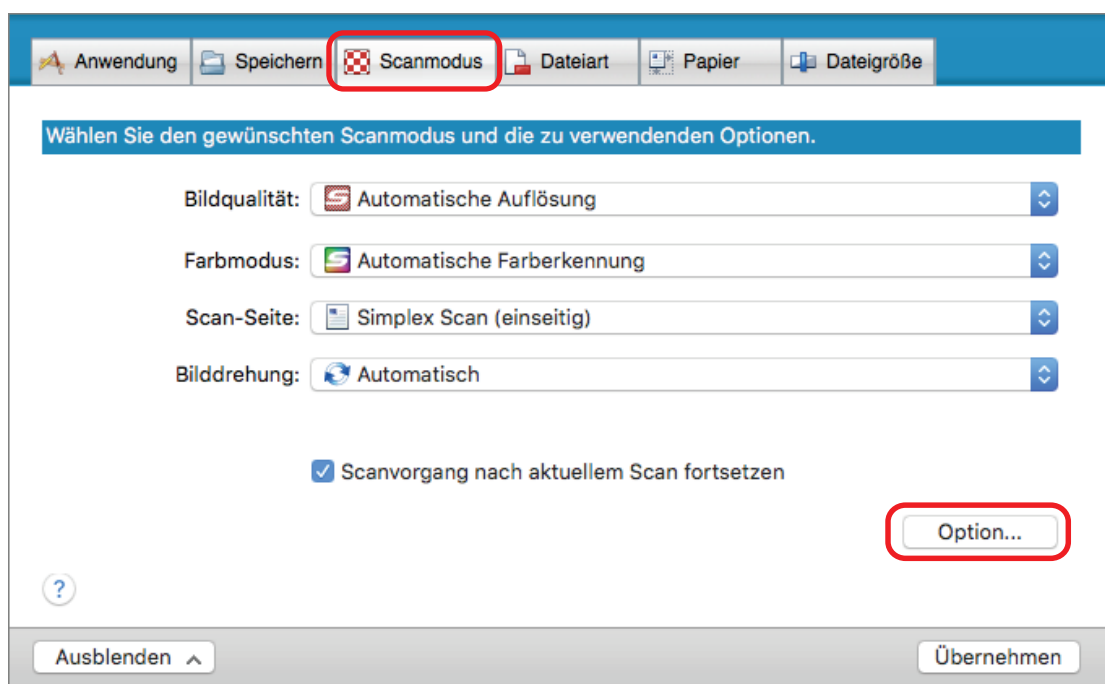 Anwendung Speichern Scanmodus Dateiart Papier Dateigröße
Wählen Sie den gewünschten Scanmodus und die zu verwendenden Optionen.
Bildqualität: Automatische Auflösung
Farbmodus: Automatische Farberkennung
Scan-Seite: Simplex Scan (einseitig)
Bilddrehung: Automatisch
Scanvorgang nach aktuellem Scan fortsetzen
Option...
?
Ausblenden Übernehmen